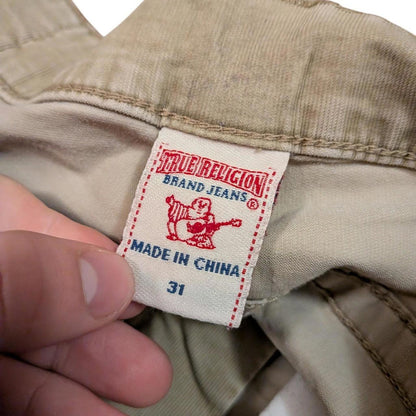 TRUE RELIGION
BRAND JEANS®
MADE IN CHINA
31